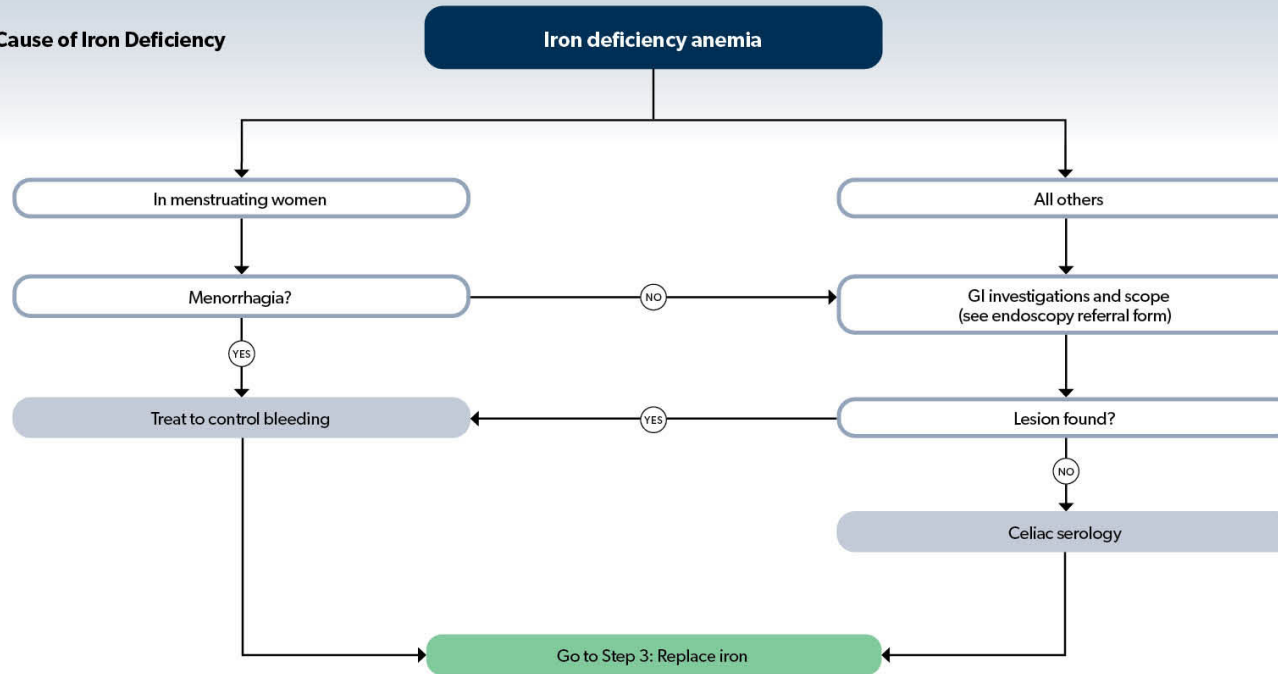 Cause of Iron Deficiency
Iron deficiency anemia
In menstruating women
All others
Menorrhagia?
NO
GI investigations and scope
(see endoscopy referral form)
YES
Treat to control bleeding
YES
Lesion found?
NO
Celiac serology
Go to Step 3: Replace iron